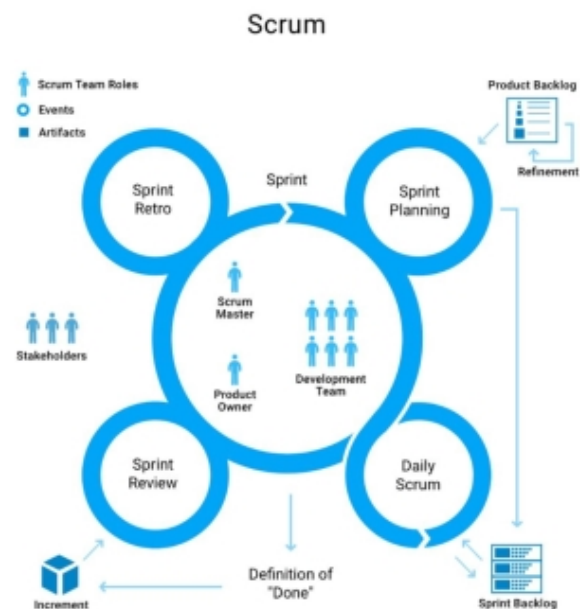 Scrum
Scrum Team Roles
Events
Artifacts
Product Backlog
Refinement
Sprint
Retro
Sprint
Sprint
Planning
Scrum
Master
Development
Team
Product
Owner
Stakeholders
Sprint
Review
Daily
Scrum
Increment
Definition of
"Done"
Sprint Backlog